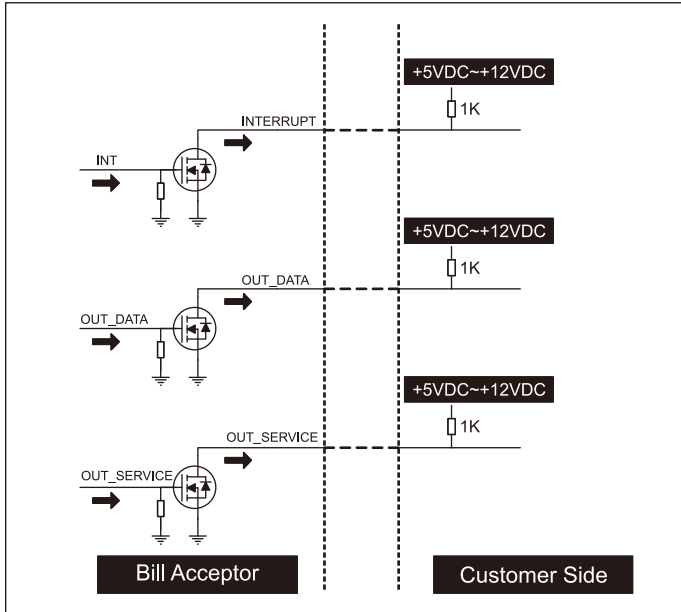 +5VDC~+12VDC
1K
INTERRUPT
INT
+5VDC~+12VDC
1K
OUT_DATA
OUT_DATA
+5VDC~+12VDC
1K
OUT_SERVICE
OUT_SERVICE
Bill Acceptor
Customer Side